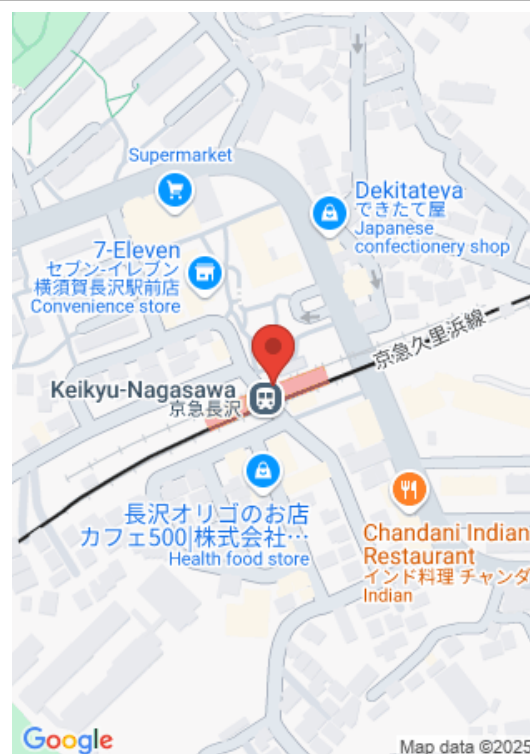 Supermarket
Dekitateya
できたて屋
Japanese
confectionery shop
7-Eleven
セブン-イレブン
横須賀長沢駅前店
Convenience store
京急久里浜線
Keikyu-Nagasawa
京急長沢
長沢オリゴのお店
カフェ500|株式会社…
Health food store
Chandani Indian
Restaurant
インド料理 チャンダ
Indian
Google
Map data ©2025